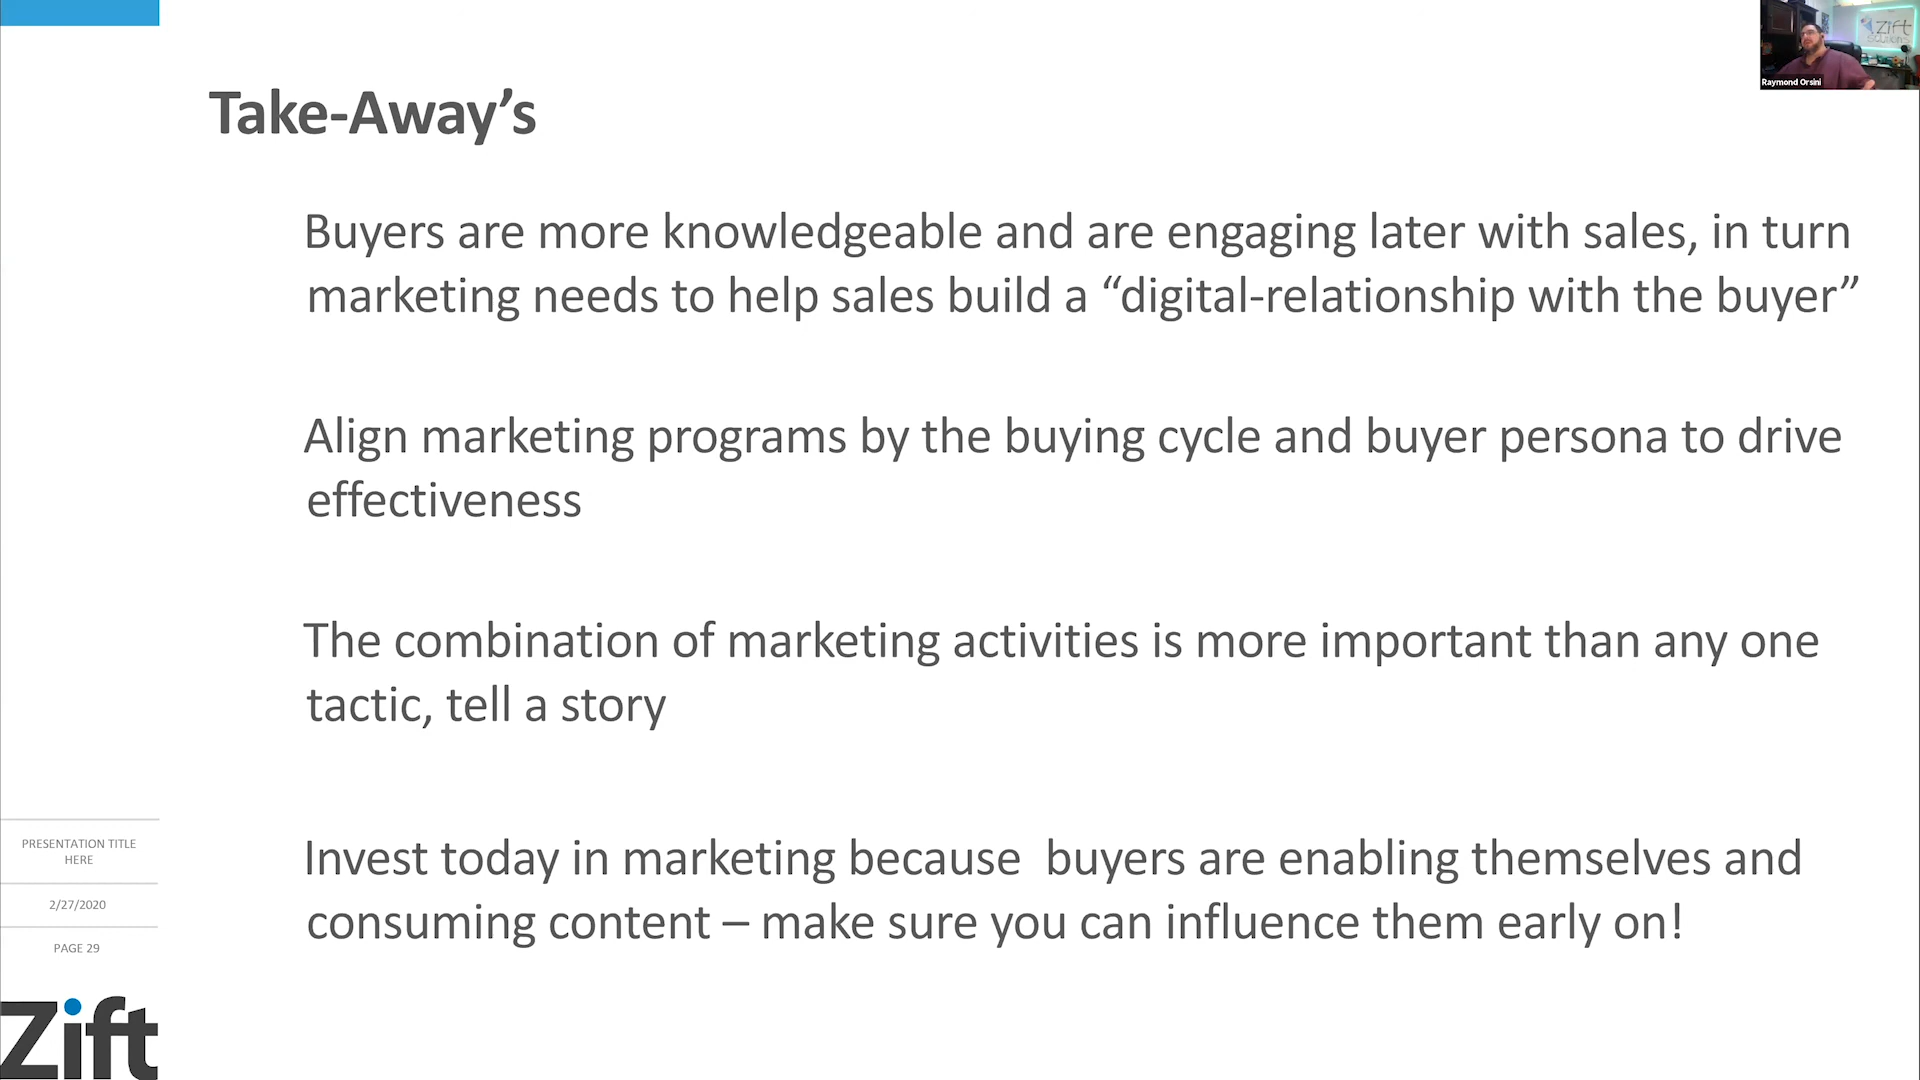 Take-Away’s
Buyers are more knowledgeable and are engaging later with sales, in turn
marketing needs to help sales build a “digital-relationship with the buyer”
Align marketing programs by the buying cycle and buyer persona to drive
effectiveness
The combination of marketing activities is more important than any one
tactic, tell a story
Invest today in marketing because  buyers are enabling themselves and
consuming content – make sure you can influence them early on!
PRESENTATION TITLE
HERE
2/27/2020
PAGE 29
Zift
Zift
SOLUTIONS
Raymond Orsini